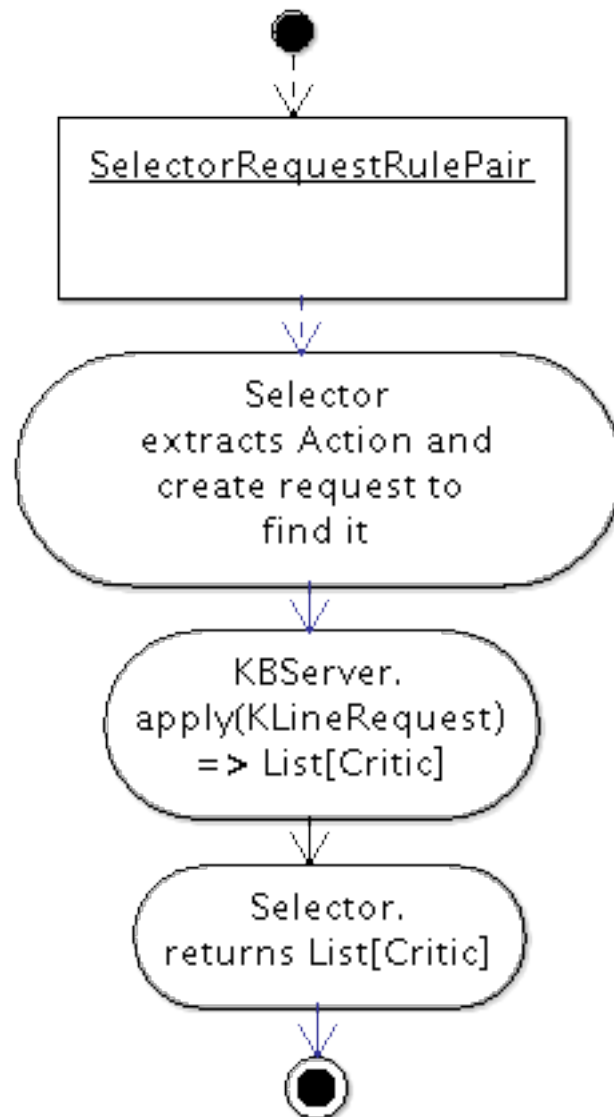 SelectorRequestRulePair
Selector
extracts Action and
create request to
find it
KBServer.
apply(KLineRequest)
=> List[Critic]
Selector.
returns List[Critic]